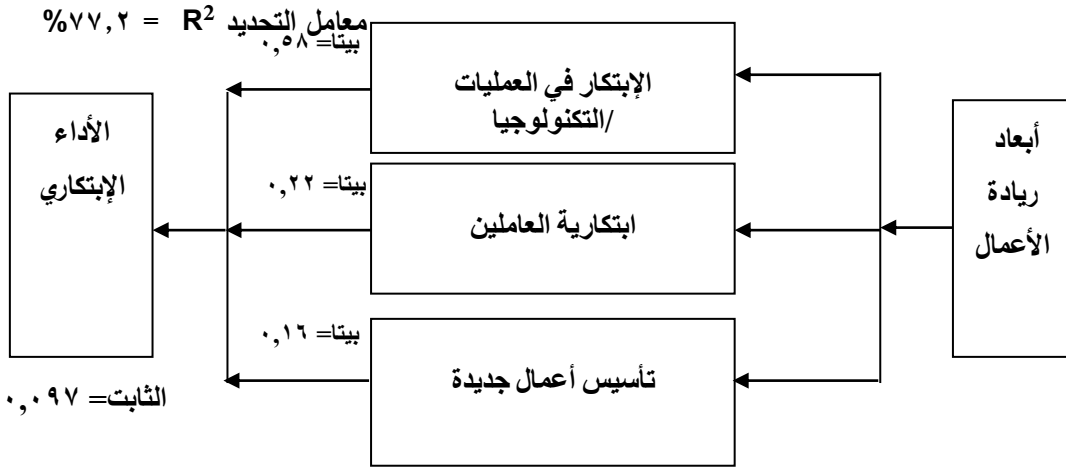 معامل التحديد R² = ٧٧,٢%
بيتا= ٠,٥٨
أبعاد
ريادة
الأعمال
الإبتكار في العمليات
/التكنولوجيا
بيتا= ٠,٢٢
ابتكارية العاملين
بيتا= ٠,١٦
تأسيس أعمال جديدة
الأداء
الإبتكاري
الثابت= ٠,٠٩٧